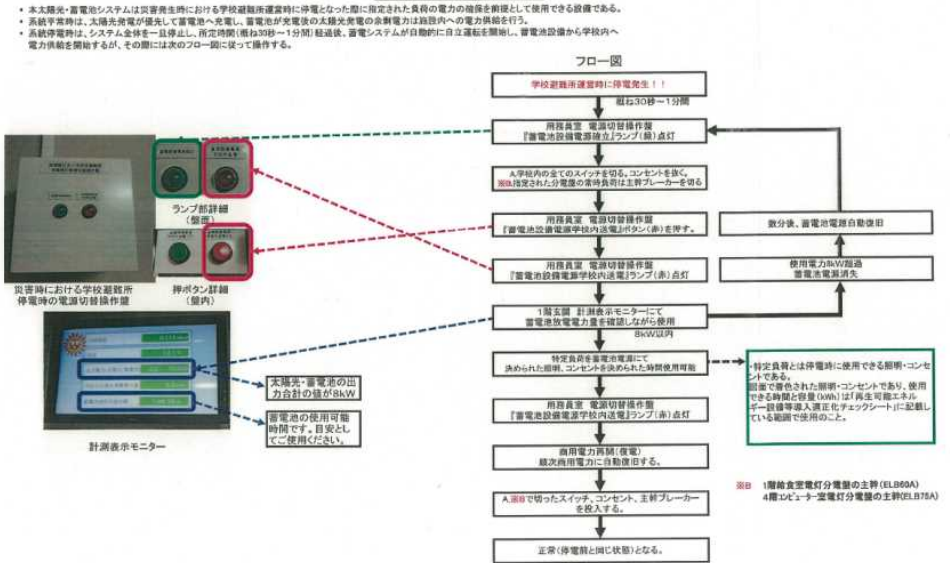 ・ 本太陽光・蓄電池システムは災害発生時における学校避難所運営時に停電となった際に指定された負荷の電力の確保を前提として使用できる設備である。
・ 系統平常時は、太陽光発電が優先して蓄電池へ充電し、蓄電池が充電後の太陽光発電の余剰電力は施設内への電力供給を行う。
・ 系統停電時は、システム全体を一旦停止し、所定時間(概ね30秒～1分間)経過後、蓄電システムが自動的に自立運転を開始し、蓄電池設備から学校内へ
電力供給を開始するが、その際には次のフロー図に従って操作する。
フロー図
学校避難所運営時に停電発生！！
概ね30秒～1分間
用務員室 電源切替操作盤
『蓄電池設備電源確立』ランプ(緑)点灯
A.学校内の全てのスイッチを切る。コンセントを抜く。
※B.指定された分電盤の常時負荷は主幹ブレーカーを切る
用務員室 電源切替操作盤
『蓄電池設備電源学校内送電』ボタン(赤)を押す。
用務員室 電源切替操作盤
『蓄電池設備電源学校内送電』ランプ(赤)点灯
1階玄関 計測表示モニターにて
蓄電池放電電力量を確認しながら使用
8kW以内
特定負荷を蓄電池電源にて
決められた照明、コンセントを決められた時間使用可能
用務員室 電源切替操作盤
『蓄電池設備電源学校内送電』ランプ(赤)点灯
商用電力再開(復電)
順次商用電力に自動復旧する。
A.※Bで切ったスイッチ、コンセント、主幹ブレーカー
を投入する。
正常(停電前と同じ状態)となる。
数分後、蓄電池電源自動復旧
使用電力8kW超過
蓄電池電源消失
・特定負荷とは停電時に使用できる照明・コンセ
ントである。
図面で着色された照明・コンセントであり、使用
できる時間と容量(kWh)は「再生可能エネル
ギー設備等導入適正化チェックシート」に記載し
ている範囲で使用のこと。
※B 1階給食室電灯分電盤の主幹(ELB60A)
4階コンピューター室電灯分電盤の主幹(ELB75A)
ランプ部詳細
(盤面)
押ボタン詳細
(盤内)
災害時における学校避難所
停電時の電源切替操作盤
太陽光・蓄電池の出
力合計の値が8kW
蓄電池の使用可能
時間です。目安とし
てご使用ください。
計測表示モニター